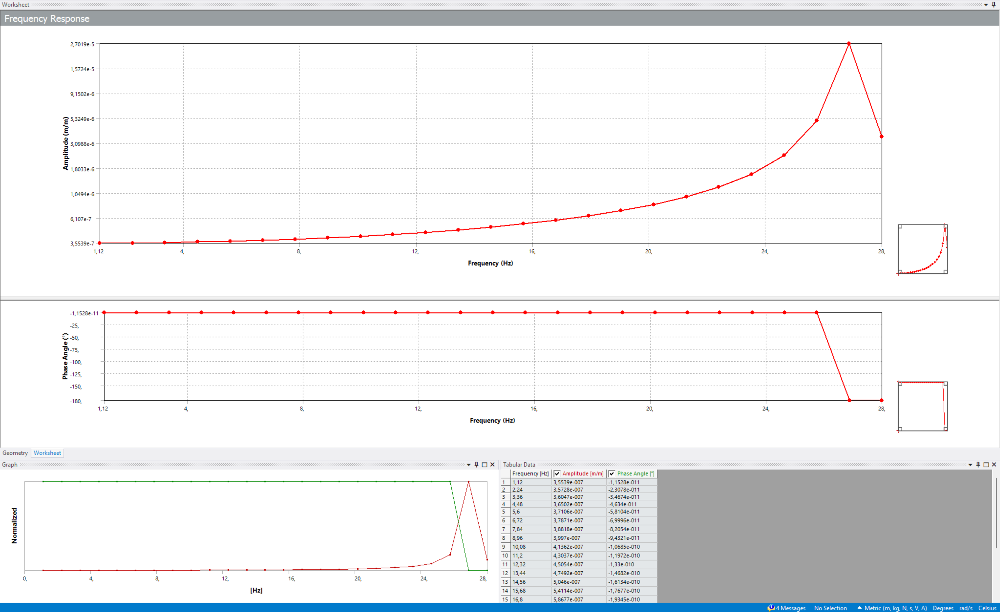 Worksheet
Frequency Response
2,7019e-5
1,5724e-5
9,1502e-6
5,3249e-6
3,0988e-6
1,8033e-6
1,0494e-6
6,107e-7
3,5539e-7
Amplitude (m/m)
1,12 4, 8, 12, 16, 20, 24, 28,
Frequency (Hz)
-1,1528e-11
-25,
-50,
-75,
-100,
-125,
-150,
-180,
Phase Angle (°)
1,12 4, 8, 12, 16, 20, 24, 28,
Frequency (Hz)
Geometry Worksheet
Graph
Normalized
0, 4, 8, 12, 16, 20, 24, 28,
[Hz]
Tabular Data
Frequency [Hz] Amplitude [m/m] Phase Angle [°]
1 1,12 3,5539e-007 -1,1528e-011
2 2,24 3,5728e-007 -2,3078e-011
3 3,36 3,6047e-007 -3,4674e-011
4 4,48 3,6502e-007 -4,634e-011
5 5,6 3,7106e-007 -5,8104e-011
6 6,72 3,7871e-007 -6,9996e-011
7 7,84 3,8818e-007 -8,2054e-011
8 8,96 3,997e-007 -9,4321e-011
9 10,08 4,1362e-007 -1,0685e-010
10 11,2 4,3037e-007 -1,1972e-010
11 12,32 4,5054e-007 -1,33e-010
12 13,44 4,7492e-007 -1,4682e-010
13 14,56 5,046e-007 -1,6134e-010
14 15,68 5,4114e-007 -1,7677e-010
15 16,8 5,8677e-007 -1,9345e-010
4 Messages No Selection Metric (m, kg, N, s, V, A) Degrees rad/s Celsius